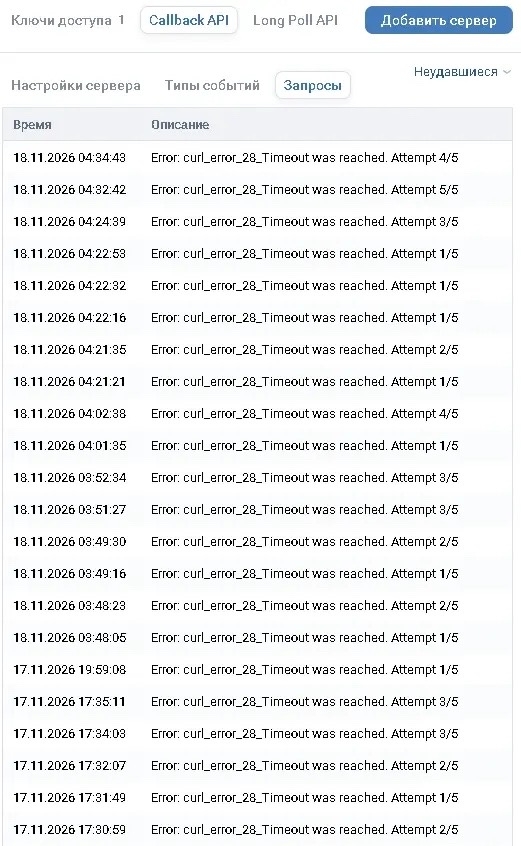 Ключи доступа 1 Callback API Long Poll API Добавить сервер
Неудавшиеся
Настройки сервера Типы событий Запросы
Время Описание
18.11.2026 04:34:43 Error: curl_error_28_Timeout was reached. Attempt 4/5
18.11.2026 04:32:42 Error: curl_error_28_Timeout was reached. Attempt 5/5
18.11.2026 04:24:39 Error: curl_error_28_Timeout was reached. Attempt 3/5
18.11.2026 04:22:53 Error: curl_error_28_Timeout was reached. Attempt 1/5
18.11.2026 04:22:32 Error: curl_error_28_Timeout was reached. Attempt 1/5
18.11.2026 04:22:16 Error: curl_error_28_Timeout was reached. Attempt 1/5
18.11.2026 04:21:35 Error: curl_error_28_Timeout was reached. Attempt 2/5
18.11.2026 04:21:21 Error: curl_error_28_Timeout was reached. Attempt 1/5
18.11.2026 04:02:38 Error: curl_error_28_Timeout was reached. Attempt 4/5
18.11.2026 04:01:35 Error: curl_error_28_Timeout was reached. Attempt 1/5
18.11.2026 03:52:34 Error: curl_error_28_Timeout was reached. Attempt 3/5
18.11.2026 03:51:27 Error: curl_error_28_Timeout was reached. Attempt 3/5
18.11.2026 03:49:30 Error: curl_error_28_Timeout was reached. Attempt 2/5
18.11.2026 03:49:16 Error: curl_error_28_Timeout was reached. Attempt 1/5
18.11.2026 03:48:23 Error: curl_error_28_Timeout was reached. Attempt 2/5
18.11.2026 03:48:05 Error: curl_error_28_Timeout was reached. Attempt 1/5
17.11.2026 19:59:08 Error: curl_error_28_Timeout was reached. Attempt 1/5
17.11.2026 17:35:11 Error: curl_error_28_Timeout was reached. Attempt 3/5
17.11.2026 17:34:03 Error: curl_error_28_Timeout was reached. Attempt 3/5
17.11.2026 17:32:07 Error: curl_error_28_Timeout was reached. Attempt 2/5
17.11.2026 17:31:49 Error: curl_error_28_Timeout was reached. Attempt 1/5
17.11.2026 17:30:59 Error: curl_error_28_Timeout was reached. Attempt 2/5